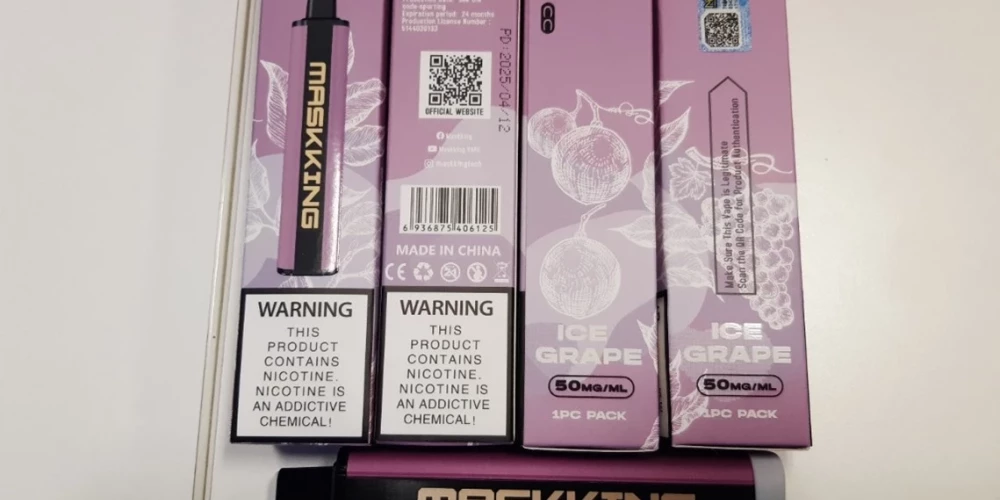 MASKKING
WARNING
THIS
PRODUCT
CONTAINS
NICOTINE.
NICOTINE IS
AN ADDICTIVE
CHEMICAL!
Expiration period: 24 months
Production License Number :
PD:2025/04/12
OFFICIAL WEBSITE
6 936875 406125
MADE IN CHINA
CE
WARNING
THIS
PRODUCT
CONTAINS
NICOTINE.
NICOTINE IS
AN ADDICTIVE
CHEMICAL!
ICE
GRAPE
50MG/ML
1PC PACK
Make Sure This Vape is Legitimate
Scan the QR Code for Product Authentication
ICE
GRAPE
50MG/ML
1PC PACK
MASKKING